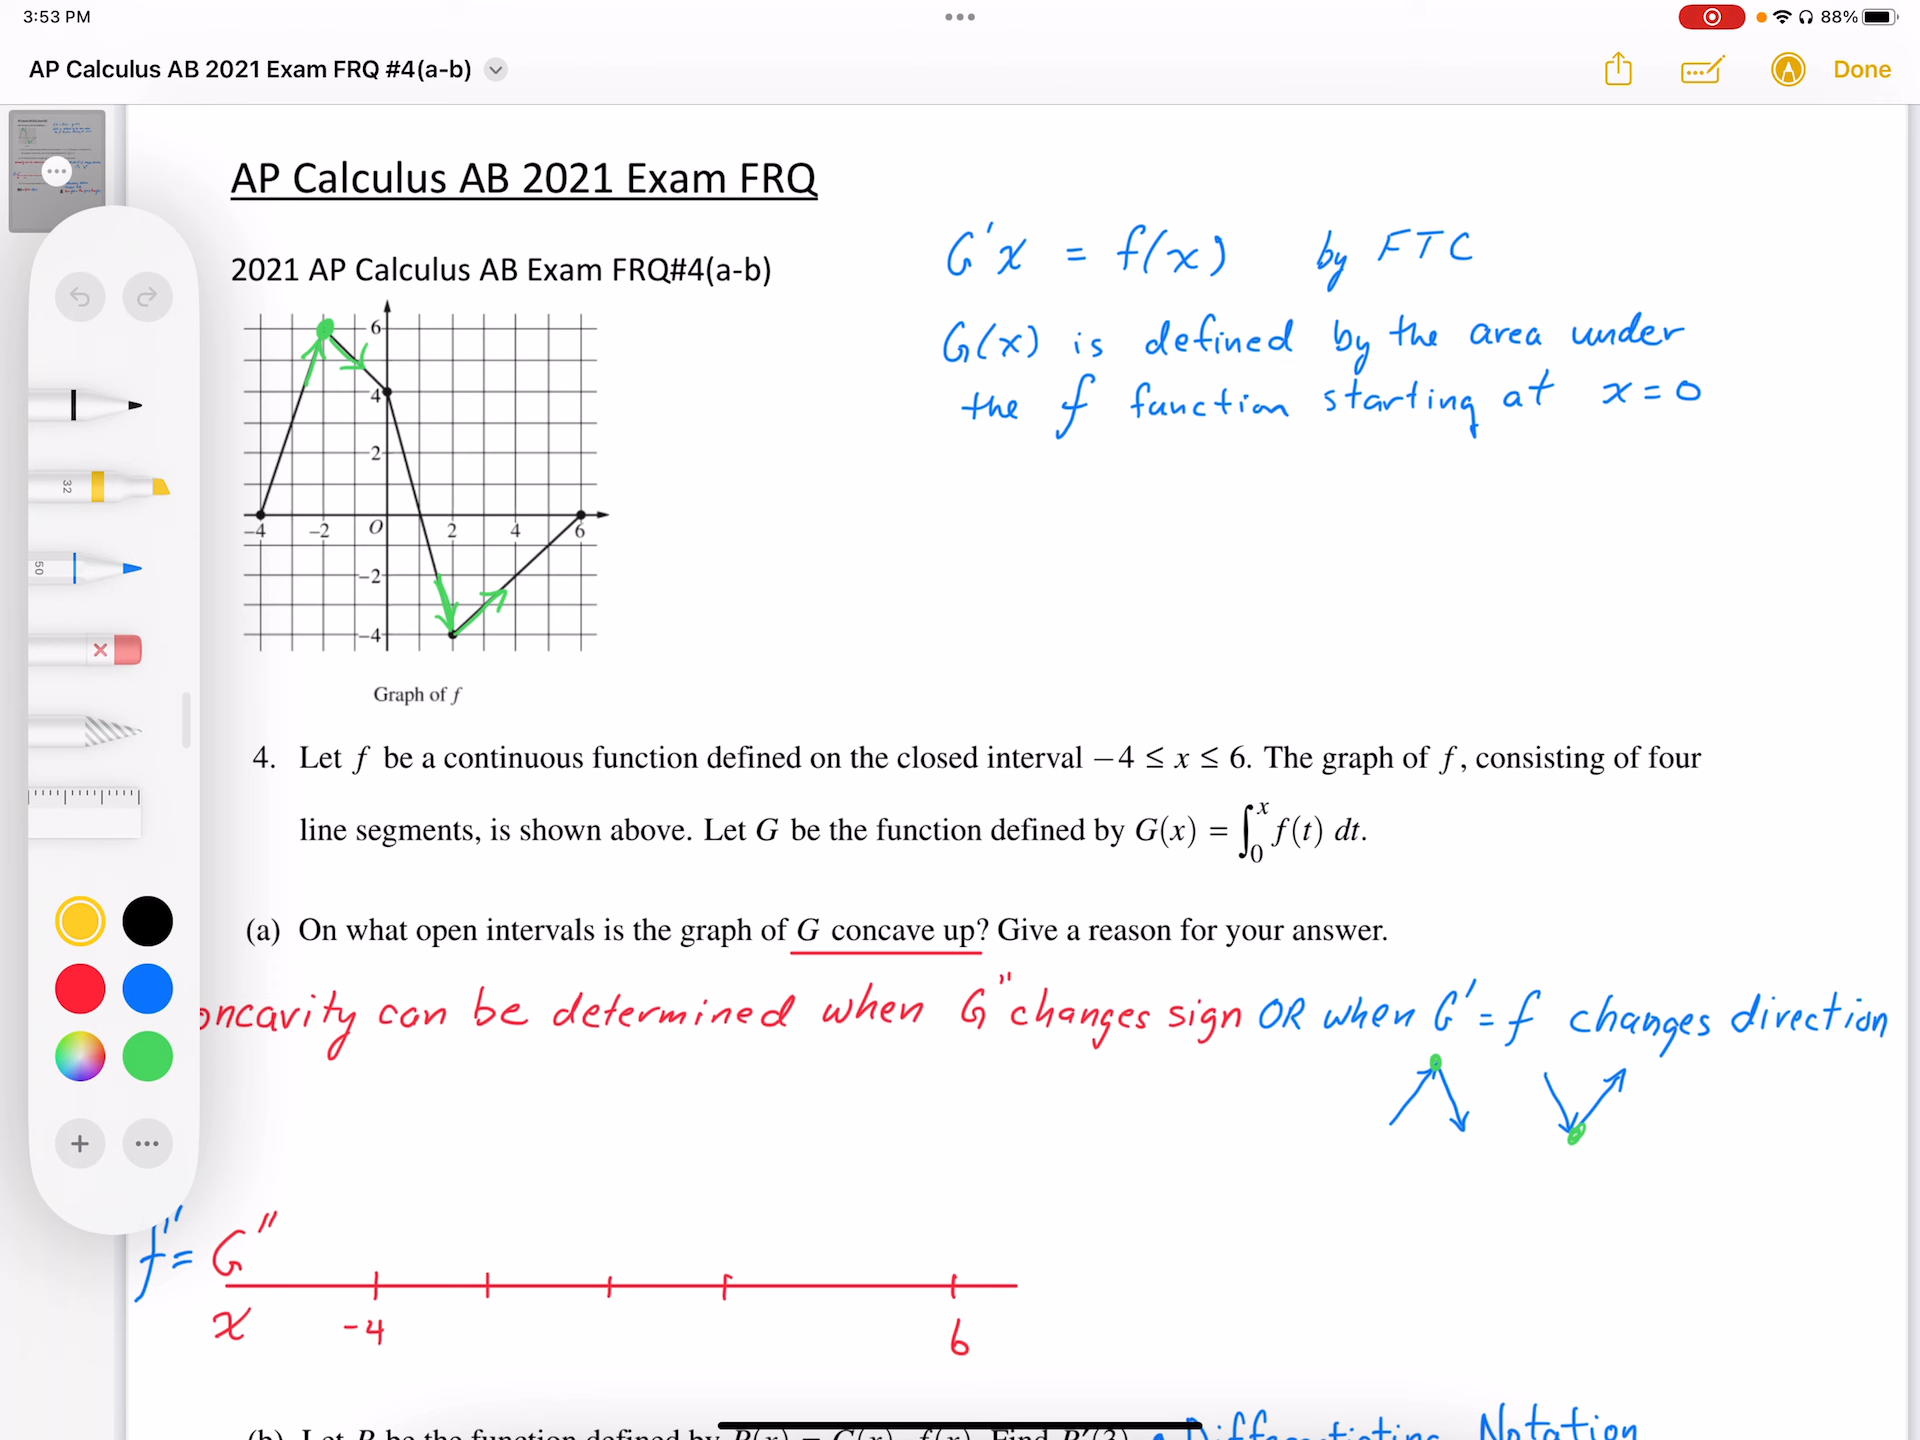 3:53 PM
88%
AP Calculus AB 2021 Exam FRQ #4(a-b)
Done
AP Calculus AB 2021 Exam FRQ
2021 AP Calculus AB Exam FRQ#4(a-b)
G'x = f(x) by FTC
G(x) is defined by the area under
the f function starting at x = 0
6
4
2
-4 -2 O 2 4 6
-2
-4
Graph of f
32
50
4. Let f be a continuous function defined on the closed interval −4 ≤ x ≤ 6. The graph of f, consisting of four
line segments, is shown above. Let G be the function defined by G(x) = ∫₀ˣ f(t) dt.
(a) On what open intervals is the graph of G concave up? Give a reason for your answer.
oncavity can be determined when G" changes sign OR when G' = f changes direction
f' = G"
x -4 6
Notation